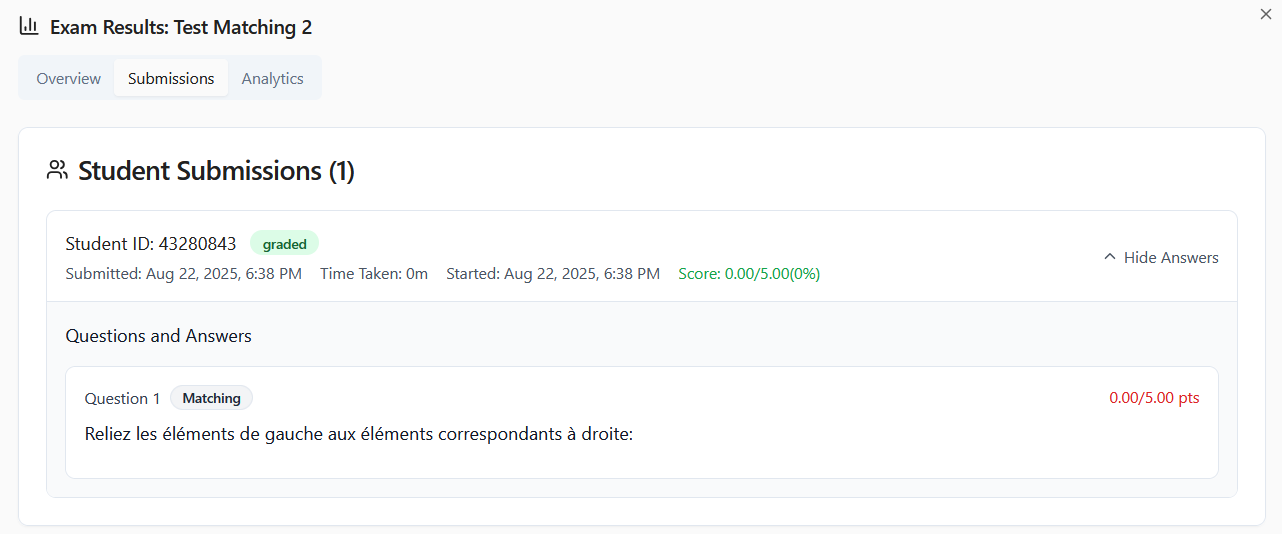 Exam Results: Test Matching 2
Overview Submissions Analytics
Student Submissions (1)
Student ID: 43280843 graded
Submitted: Aug 22, 2025, 6:38 PM Time Taken: 0m Started: Aug 22, 2025, 6:38 PM Score: 0.00/5.00(0%)
Hide Answers
Questions and Answers
Question 1 Matching 0.00/5.00 pts
Reliez les éléments de gauche aux éléments correspondants à droite: